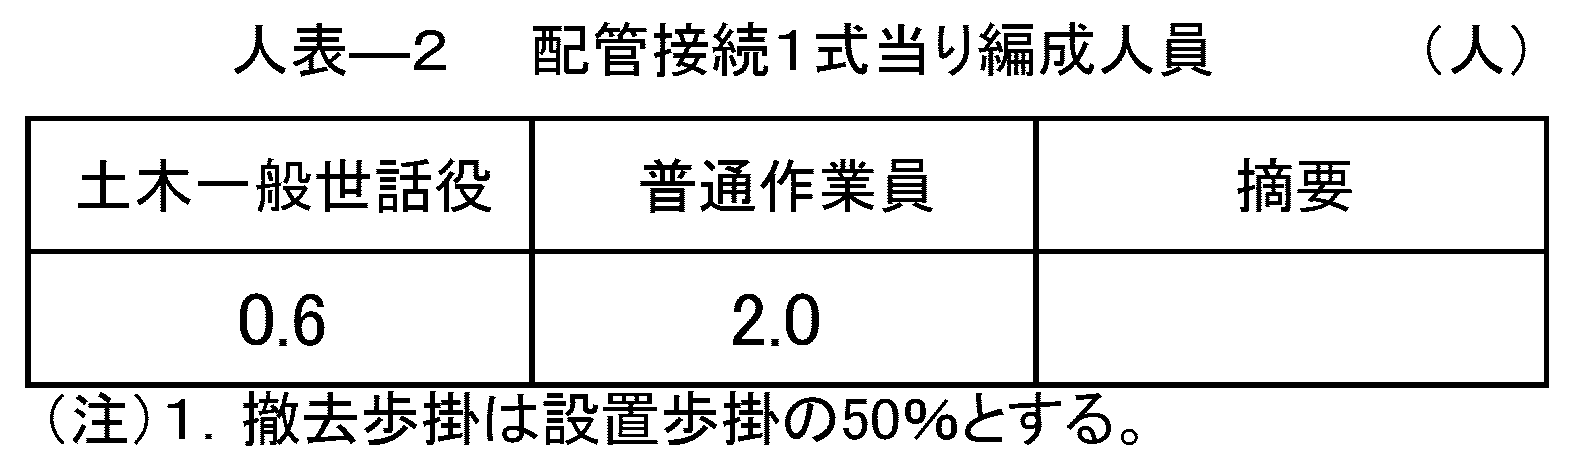 人表―２　配管接続１式当り編成人員　（人）
土木一般世話役　普通作業員　摘要
0.6　2.0
（注）１．撤去歩掛は設置歩掛の50％とする。